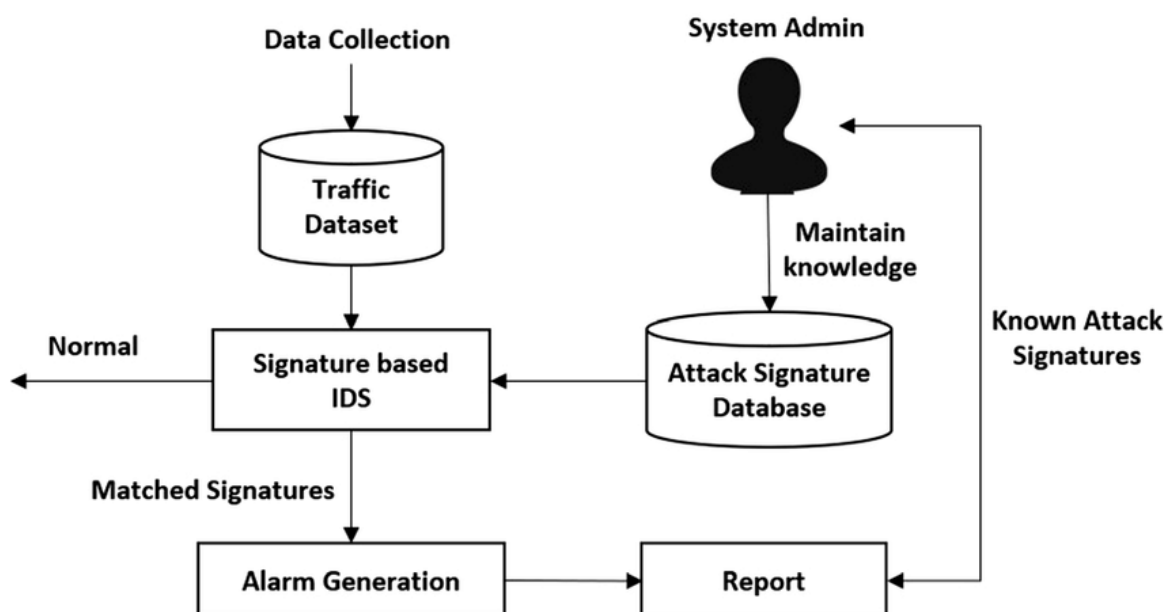 Data Collection
System Admin
Traffic
Dataset
Maintain
knowledge
Normal
Signature based
IDS
Attack Signature
Database
Known Attack
Signatures
Matched Signatures
Alarm Generation
Report